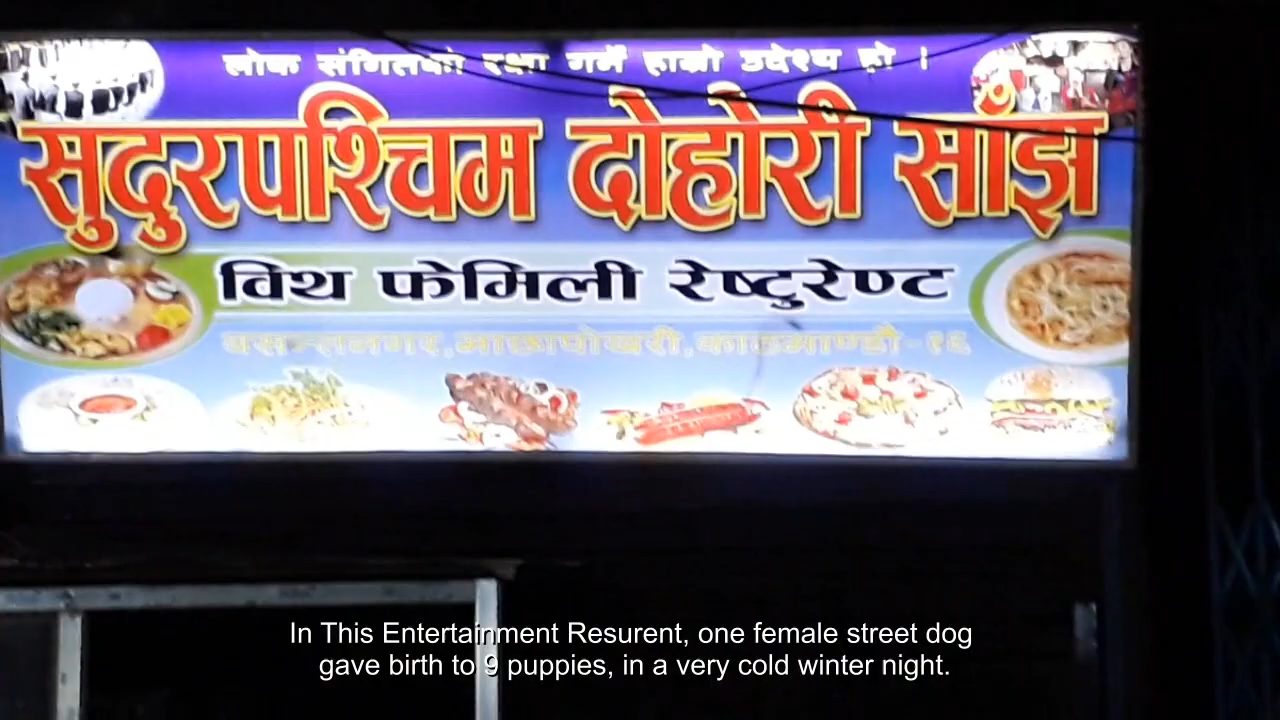 लोक संगितको रक्षा गर्नै हाम्रो उदेश्य हो ।
सुदुरपश्चिम दोहोरी साँझ
विथ फेमिली रेष्टुरेण्ट
बसन्तनगर,माछापोखरी,काठमाण्डौ-१६
In This Entertainment Resurent, one female street dog
gave birth to 9 puppies, in a very cold winter night.